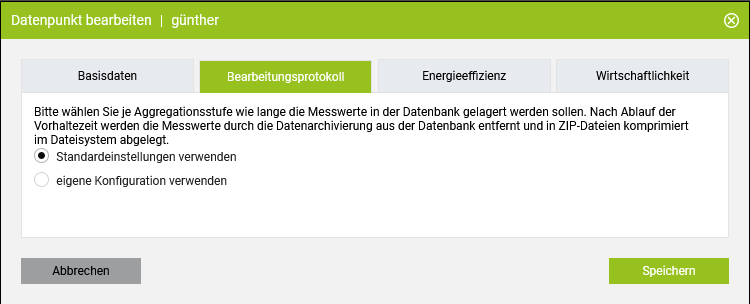 Datenpunkt bearbeiten | günther
Basisdaten
Bearbeitungsprotokoll
Energieeffizienz
Wirtschaftlichkeit
Bitte wählen Sie je Aggregationsstufe wie lange die Messwerte in der Datenbank gelagert werden sollen. Nach Ablauf der
Vorhaltezeit werden die Messwerte durch die Datenarchivierung aus der Datenbank entfernt und in ZIP-Dateien komprimiert
im Dateisystem abgelegt.
Standardeinstellungen verwenden
eigene Konfiguration verwenden
Abbrechen
Speichern